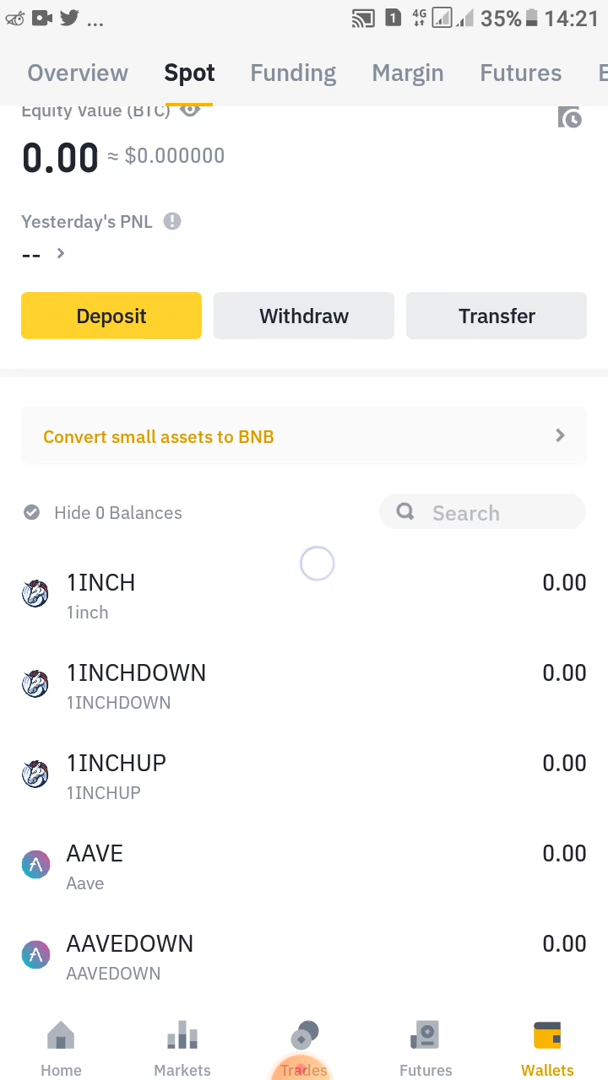 ... 1 4G 35% 14:21
Overview Spot Funding Margin Futures E
Equity Value (BTC)
0.00 ≈ $0.000000
Yesterday's PNL
-- >
Deposit Withdraw Transfer
Convert small assets to BNB >
Hide 0 Balances Search
1INCH 0.00
1inch
1INCHDOWN 0.00
1INCHDOWN
1INCHUP 0.00
1INCHUP
AAVE 0.00
Aave
AAVEDOWN 0.00
AAVEDOWN
Home Markets Trades Futures Wallets